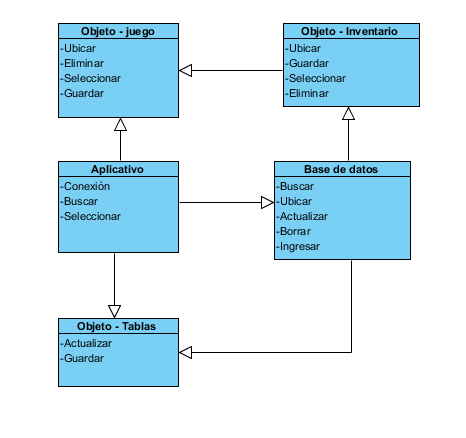 Objeto - juego
-Ubicar
-Eliminar
-Seleccionar
-Guardar
Objeto - Inventario
-Ubicar
-Guardar
-Seleccionar
-Eliminar
Aplicativo
-Conexión
-Buscar
-Seleccionar
Base de datos
-Buscar
-Ubicar
-Actualizar
-Borrar
-Ingresar
Objeto - Tablas
-Actualizar
-Guardar